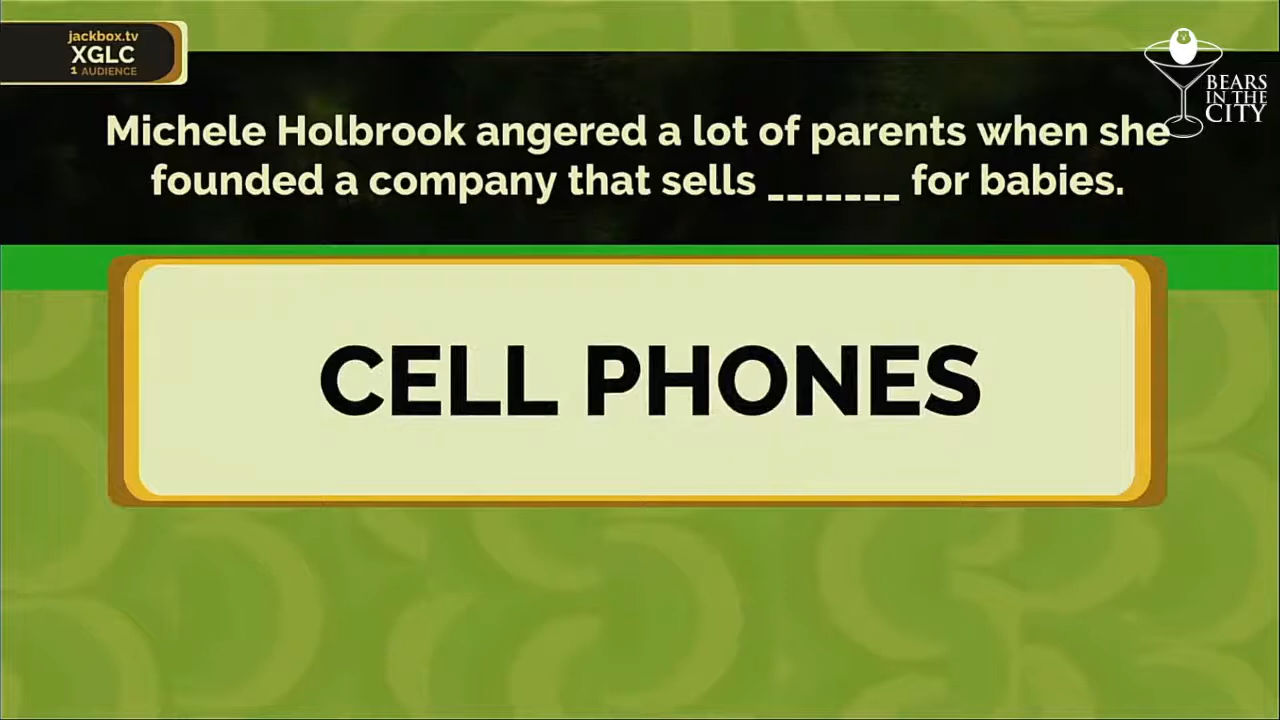 jackbox.tv
XGLC
1 AUDIENCE
BEARS
IN THE
CITY
Michele Holbrook angered a lot of parents when she
founded a company that sells _______ for babies.
CELL PHONES